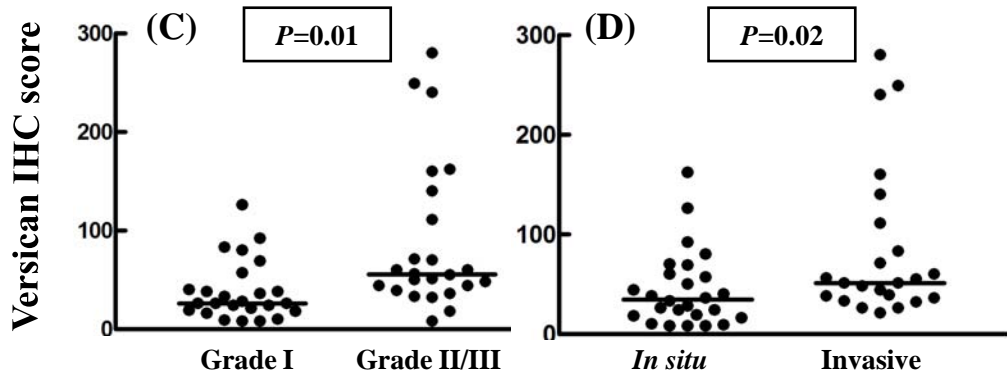 (C)
P=0.01
Versican IHC score
300
200
100
0
Grade I
Grade II/III
(D)
P=0.02
300
200
100
0
In situ
Invasive